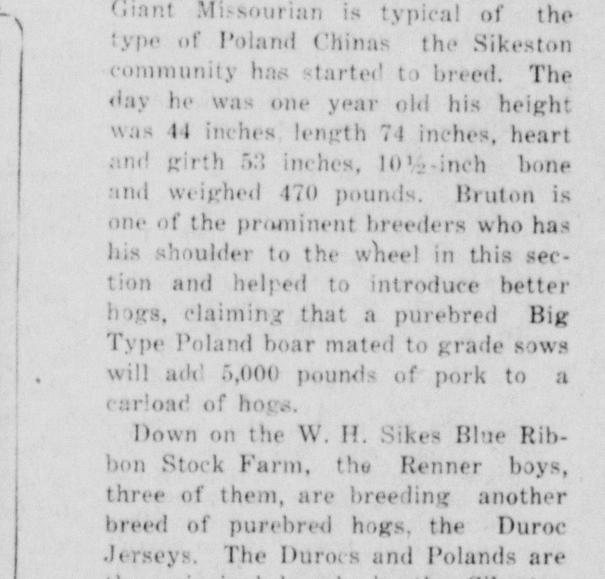 Giant Missourian is typical of the
type of Poland Chinas the Sikeston
community has started to breed. The
day he was one year old his height
was 44 inches, length 74 inches, heart
and girth 53 inches, 10½-inch bone
and weighed 470 pounds. Bruton is
one of the prominent breeders who has
his shoulder to the wheel in this sec-
tion and helped to introduce better
hogs, claiming that a purebred Big
Type Poland boar mated to grade sows
will add 5,000 pounds of pork to a
carload of hogs.
Down on the W. H. Sikes Blue Rib-
bon Stock Farm, the Renner boys,
three of them, are breeding another
breed of purebred hogs, the Duroc
Jerseys. The Durocs and Polands are